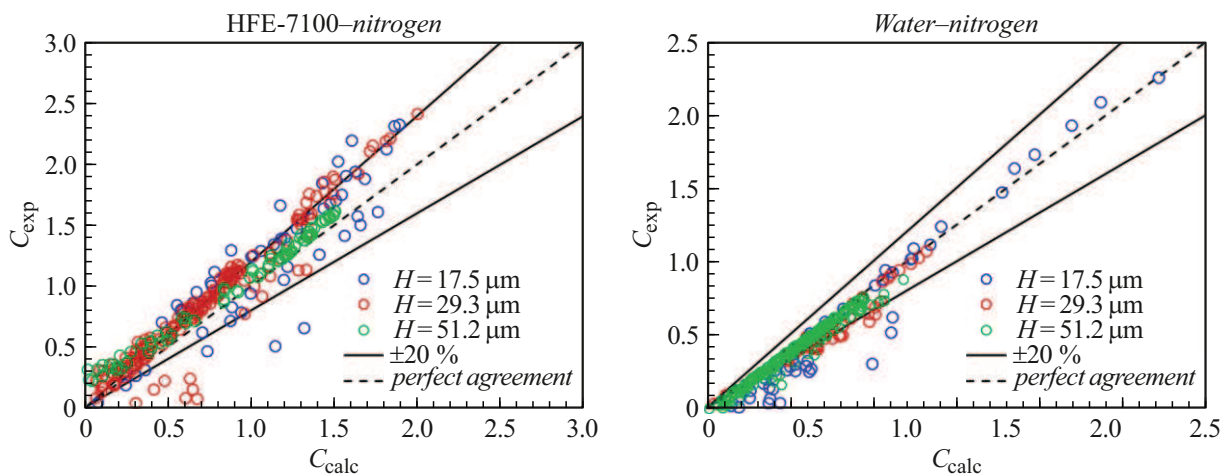 HFE-7100–nitrogen
3.0
2.5
2.0
1.5
1.0
0.5
0
C_exp
H = 17.5 μm
H = 29.3 μm
H = 51.2 μm
±20 %
perfect agreement
0 0.5 1.0 1.5 2.0 2.5 3.0
C_calc
Water–nitrogen
2.5
2.0
1.5
1.0
0.5
0
C_exp
H = 17.5 μm
H = 29.3 μm
H = 51.2 μm
±20 %
perfect agreement
0 0.5 1.0 1.5 2.0 2.5
C_calc